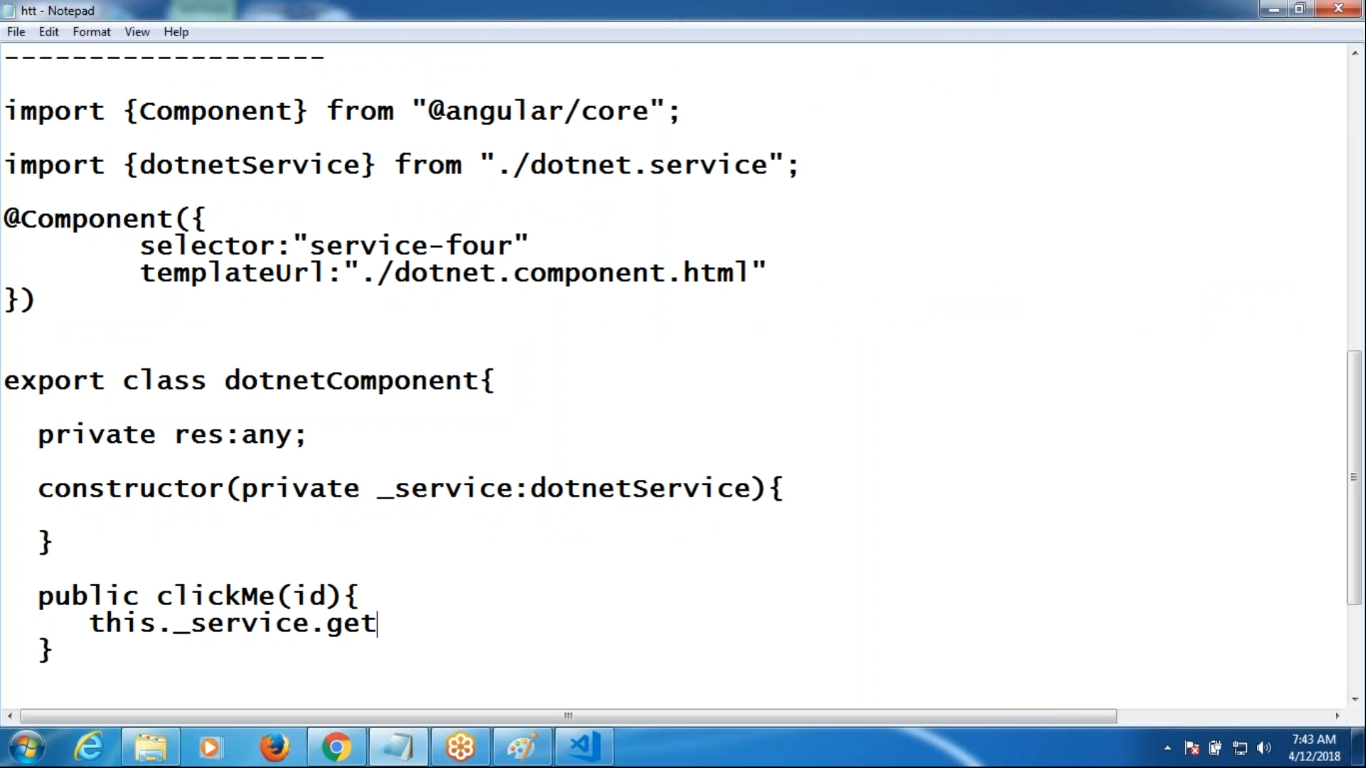 htt - Notepad
File Edit Format View Help
-------------------
import {Component} from "@angular/core";
import {dotnetService} from "./dotnet.service";
@Component({
        selector:"service-four"
        templateUrl:"./dotnet.component.html"
})
export class dotnetComponent{
  private res:any;
  constructor(private _service:dotnetService){
  }
  public clickMe(id){
     this._service.get
  }
7:43 AM
4/12/2018